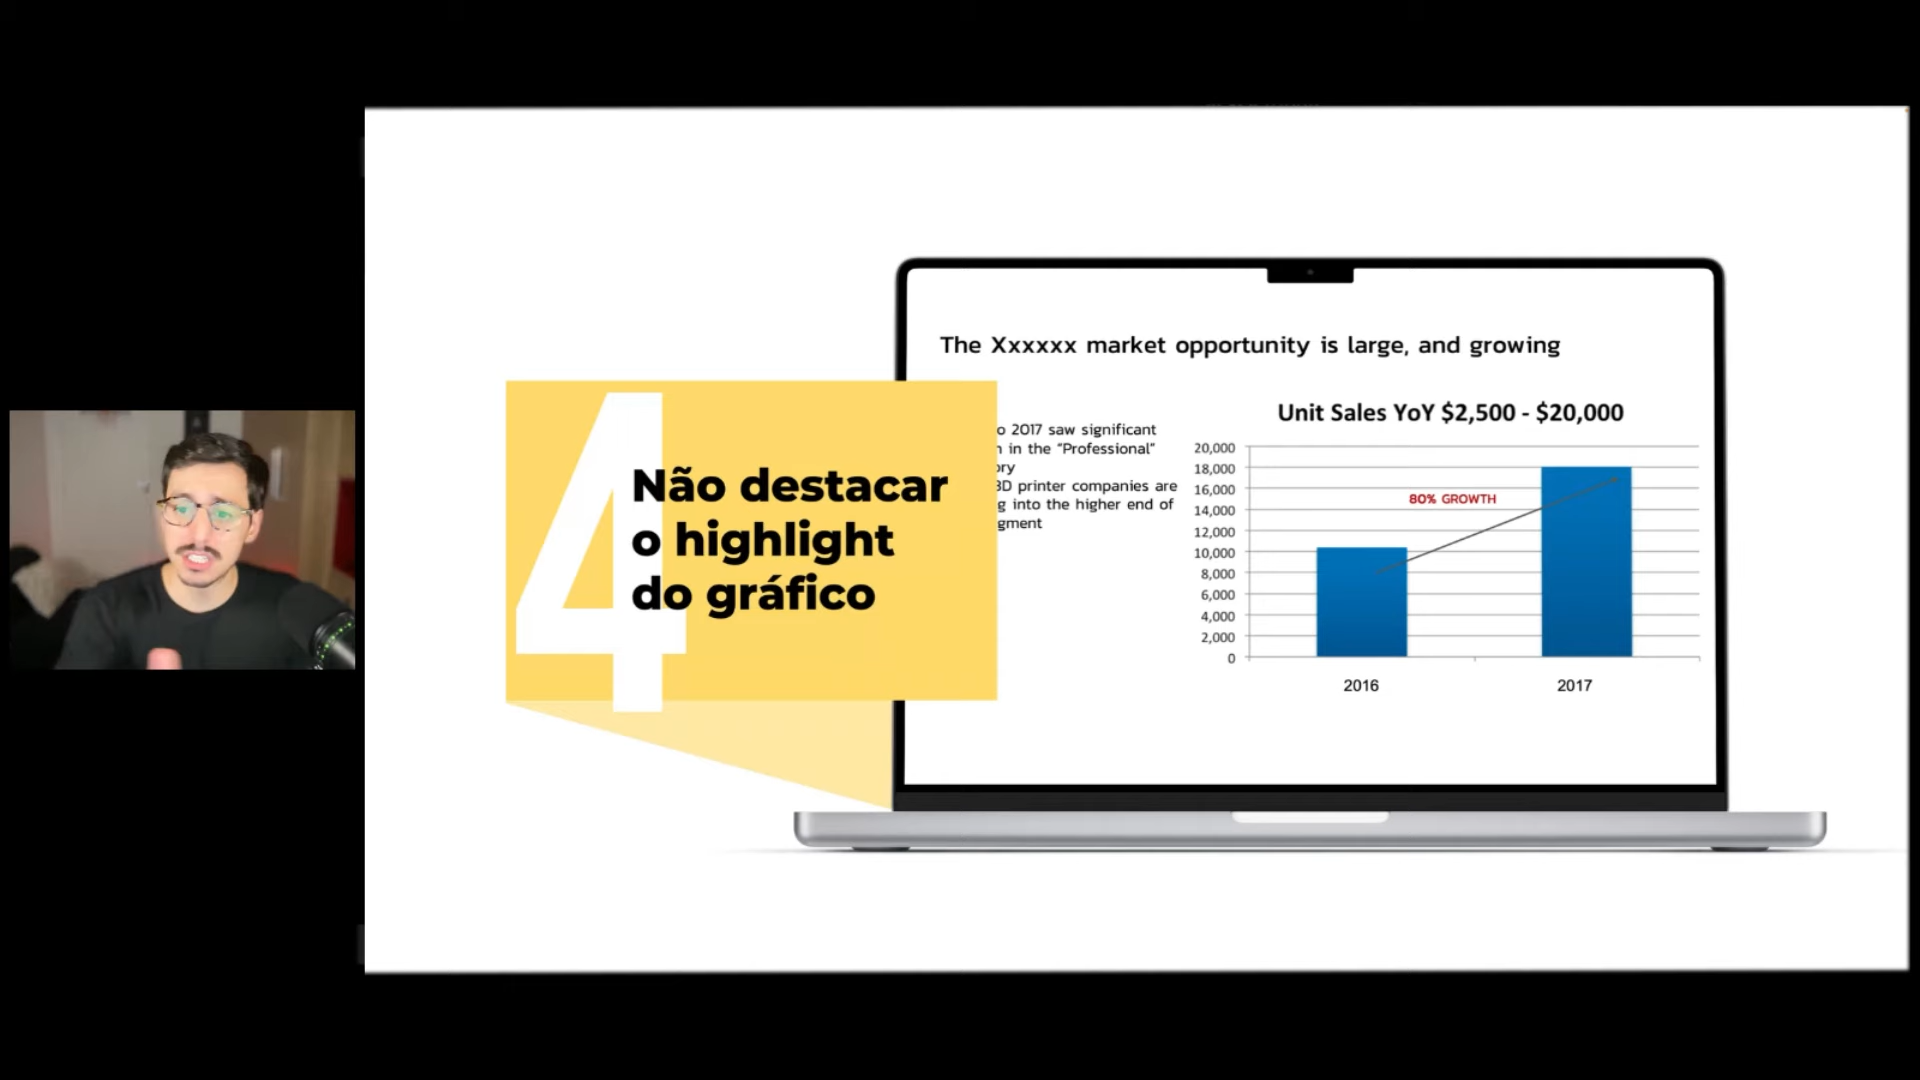 The Xxxxxx market opportunity is large, and growing
4
Não destacar
o highlight
do gráfico
o 2017 saw significant
in the "Professional"
ory
3D printer companies are
g into the higher end of
gment
Unit Sales YoY $2,500 - $20,000
20,000
18,000
16,000
14,000
12,000
10,000
8,000
6,000
4,000
2,000
0
80% GROWTH
2016
2017